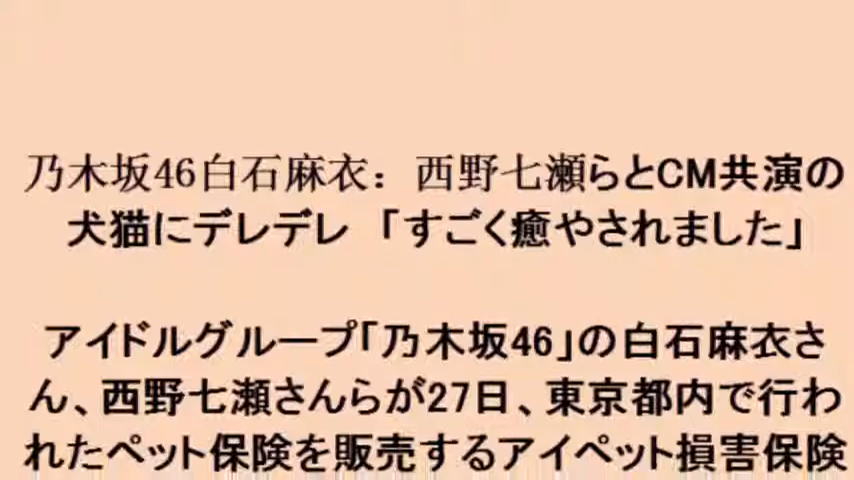 乃木坂46白石麻衣：西野七瀬らとCM共演の
犬猫にデレデレ 「すごく癒やされました」
アイドルグループ「乃木坂46」の白石麻衣さ
ん、西野七瀬さんらが27日、東京都内で行わ
れたペット保険を販売するアイペット損害保険